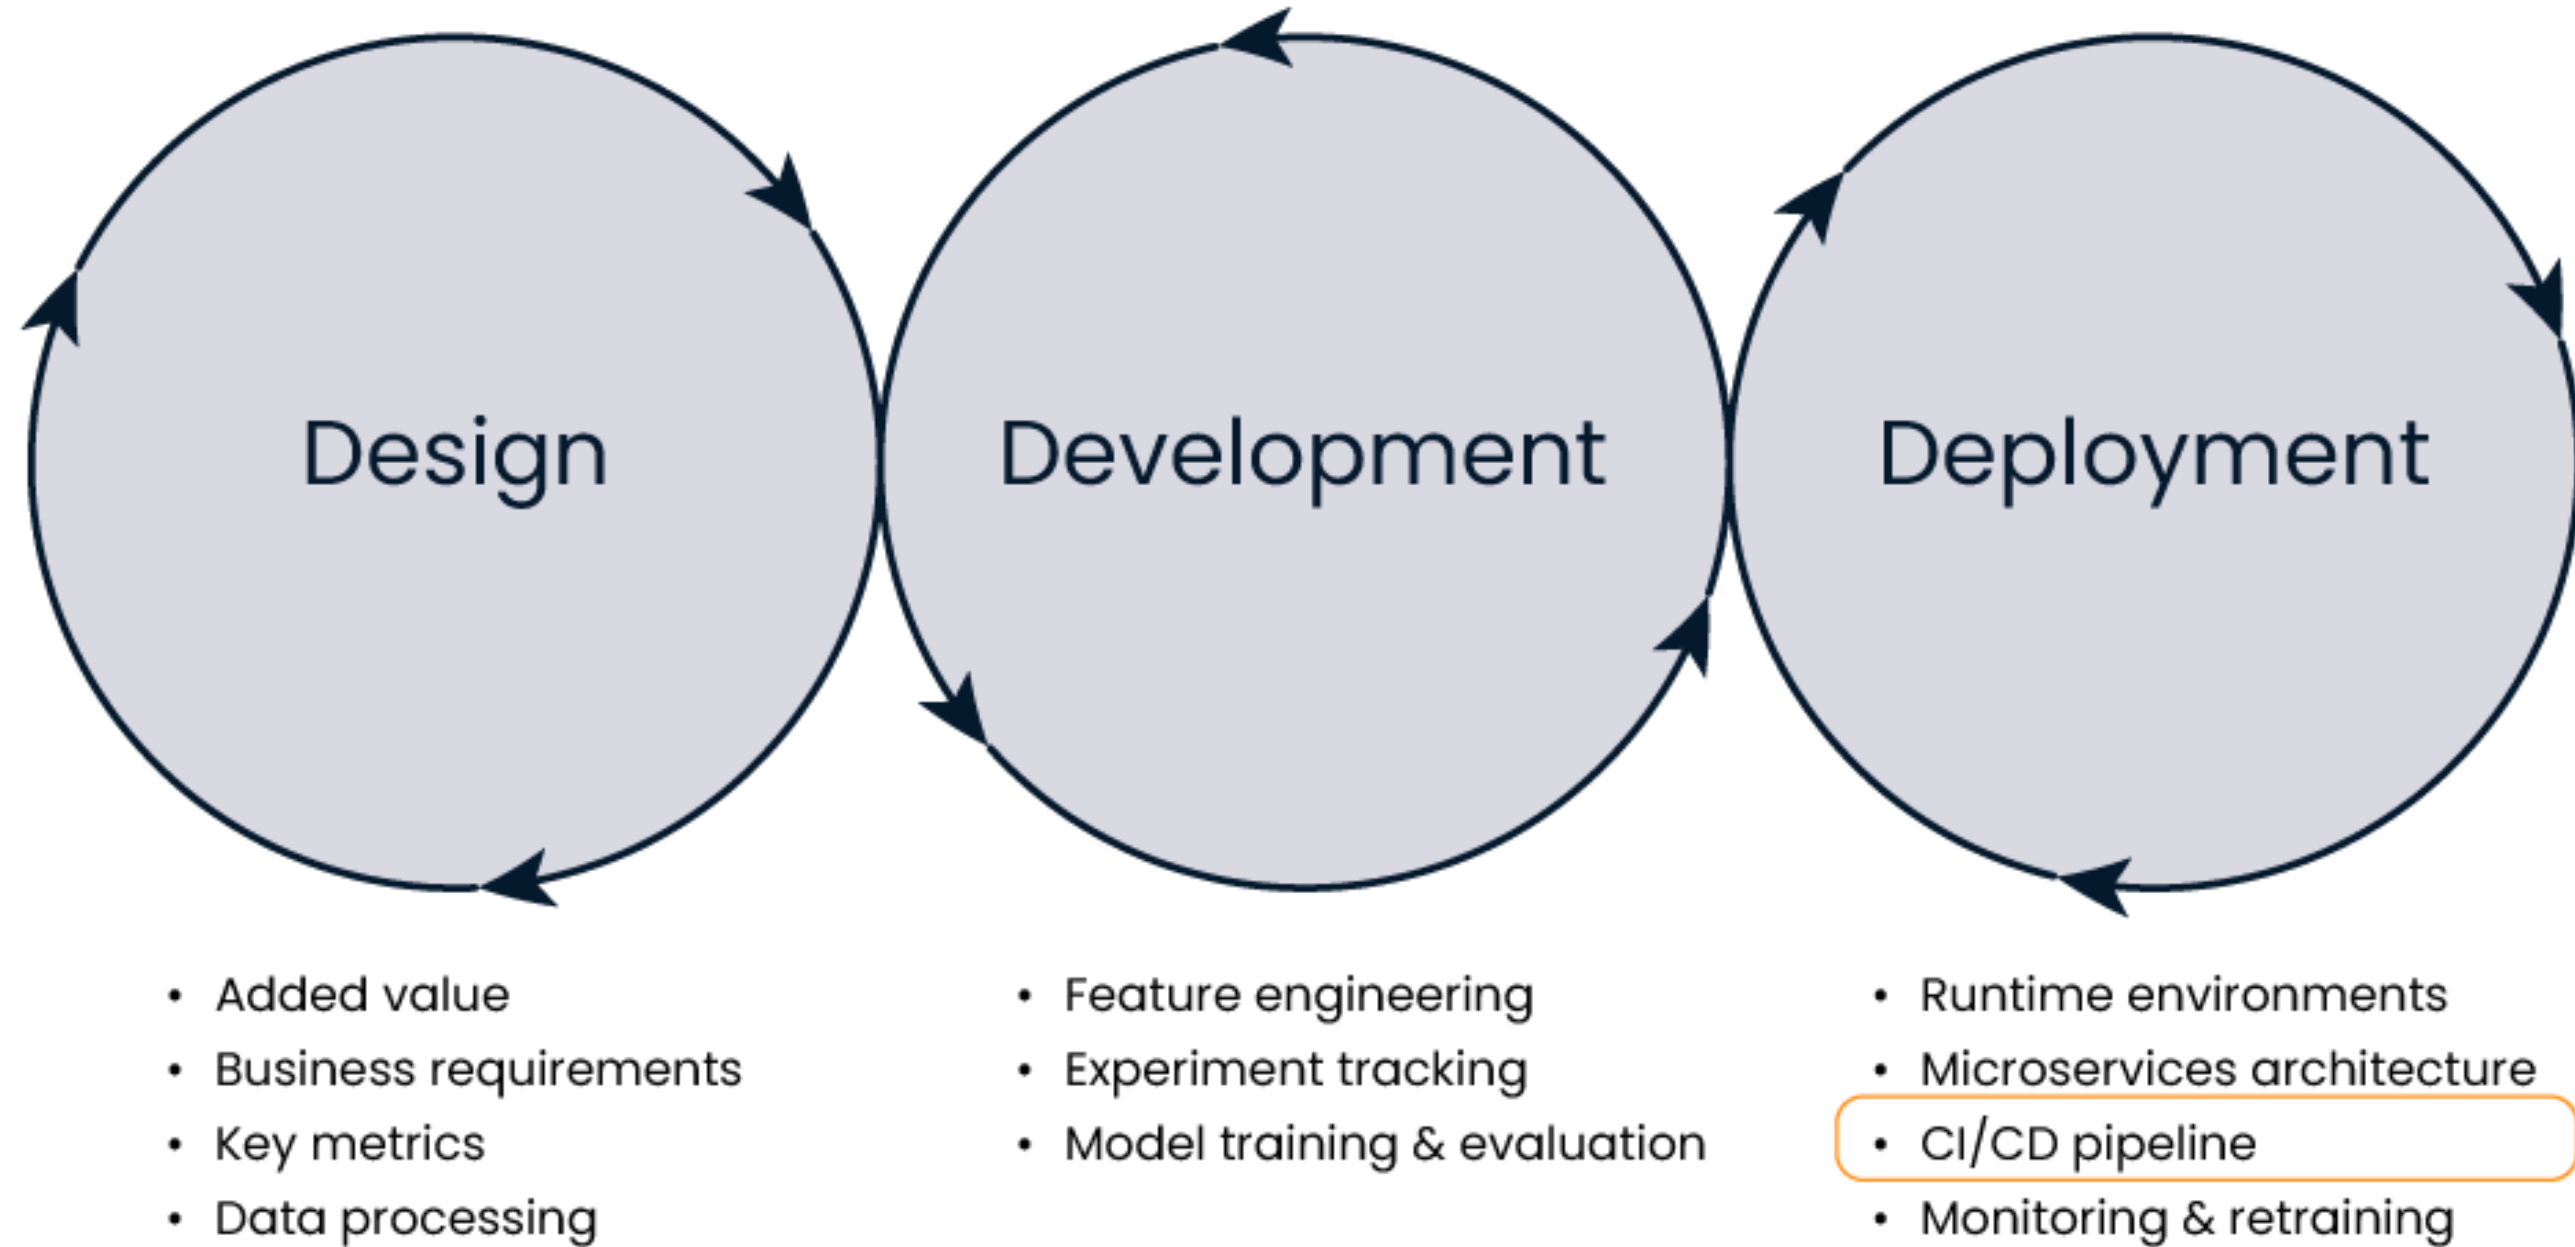 Design
Development
Deployment
• Added value
• Business requirements
• Key metrics
• Data processing
• Feature engineering
• Experiment tracking
• Model training & evaluation
• Runtime environments
• Microservices architecture
• CI/CD pipeline
• Monitoring & retraining